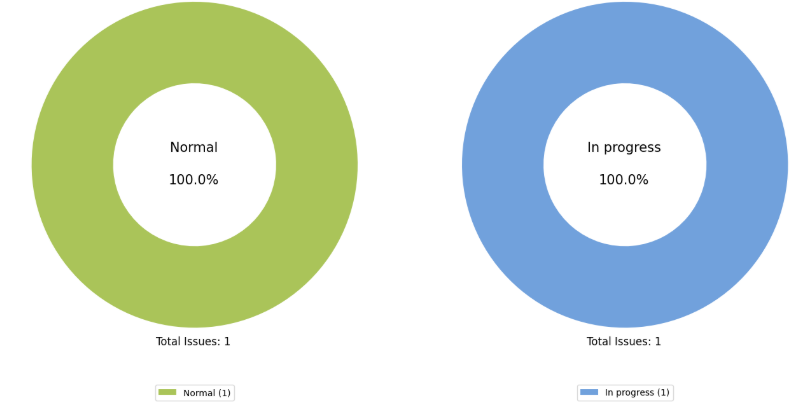 Normal
100.0%
Total Issues: 1
Normal (1)
In progress
100.0%
Total Issues: 1
In progress (1)